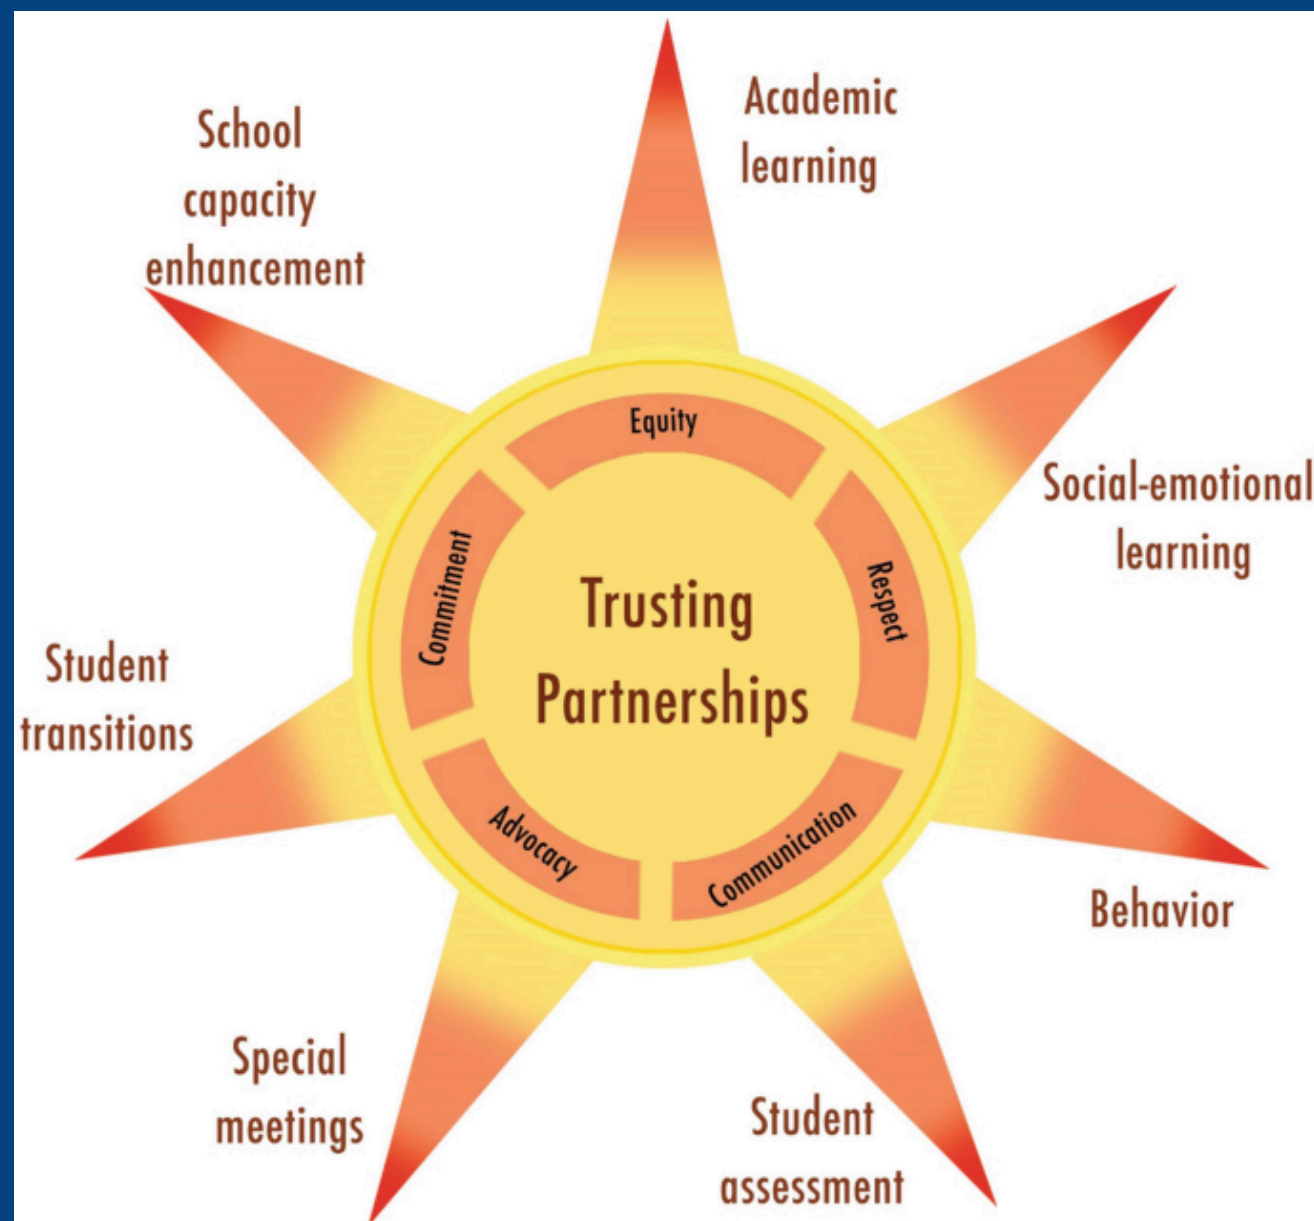 Academic
learning
School
capacity
enhancement
Equity
Social-emotional
learning
Commitment
Respect
Trusting
Partnerships
Student
transitions
Advocacy
Communication
Behavior
Special
meetings
Student
assessment